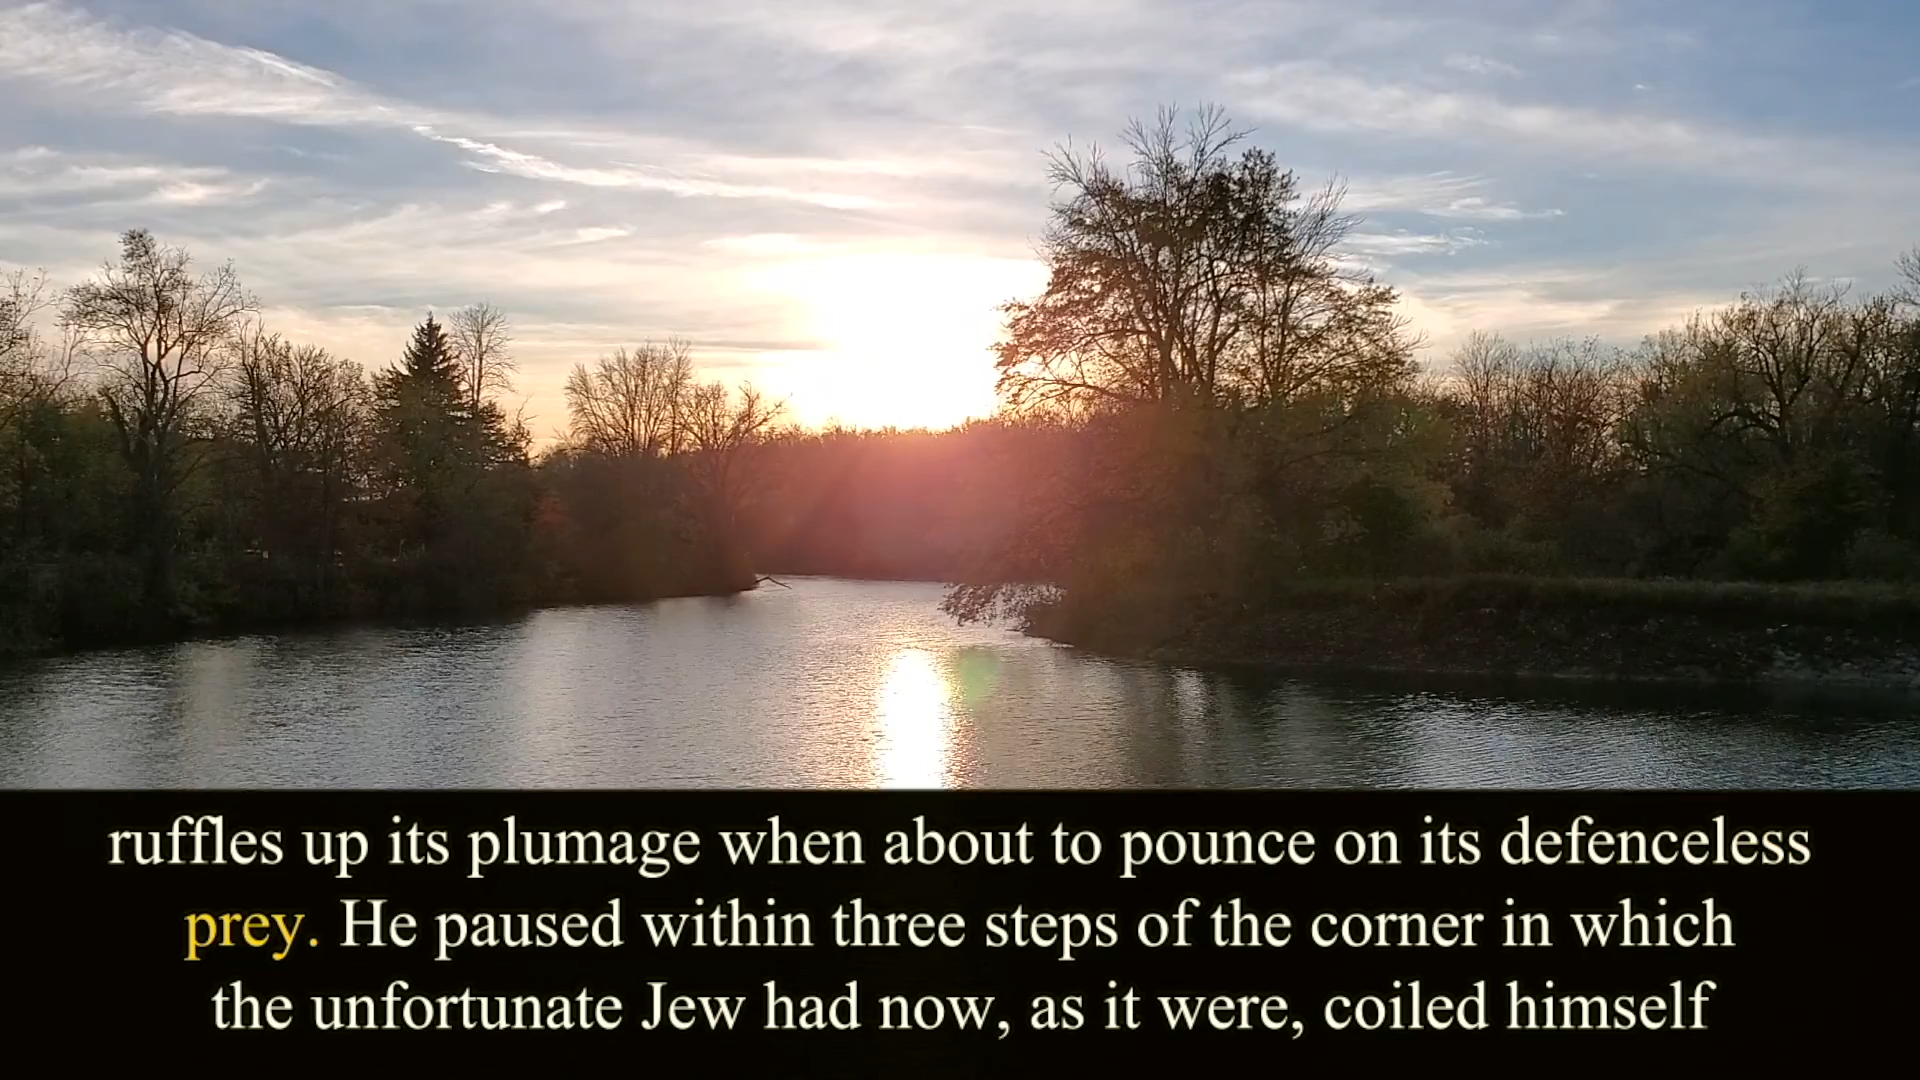 ruffles up its plumage when about to pounce on its defenceless
prey. He paused within three steps of the corner in which
the unfortunate Jew had now, as it were, coiled himself